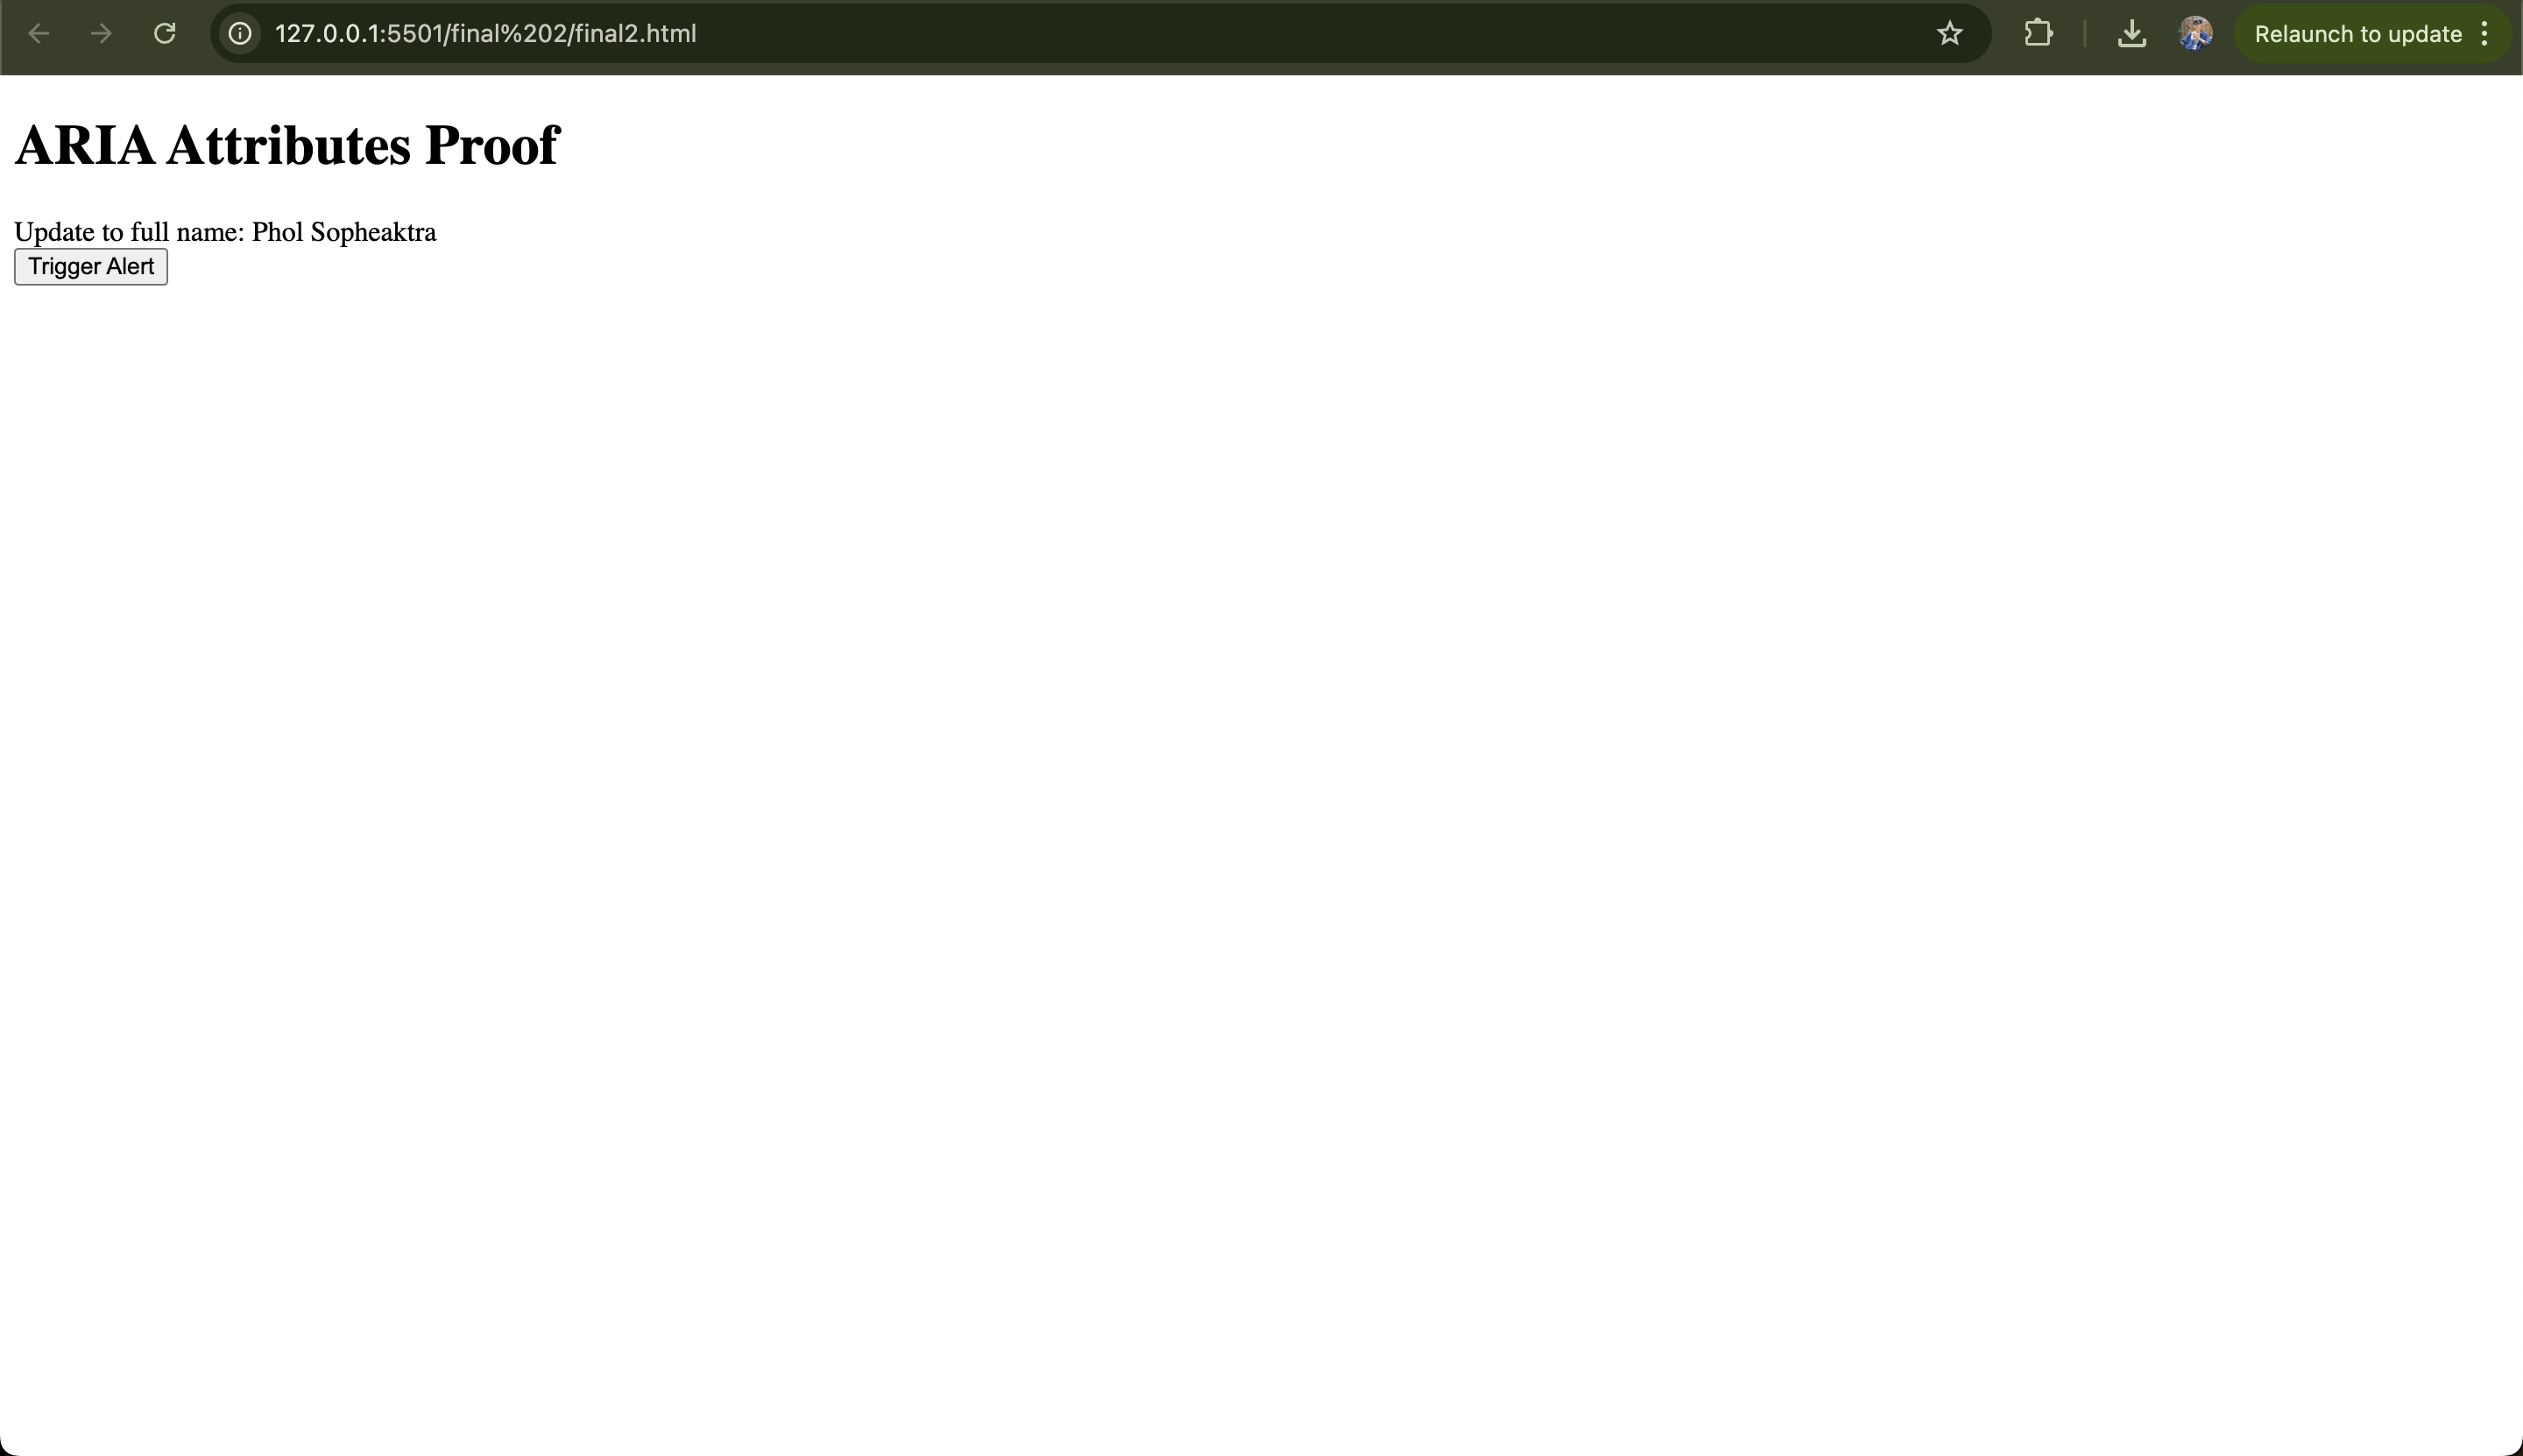 127.0.0.1:5501/final%202/final2.html
Relaunch to update
ARIA Attributes Proof
Update to full name: Phol Sopheaktra
Trigger Alert